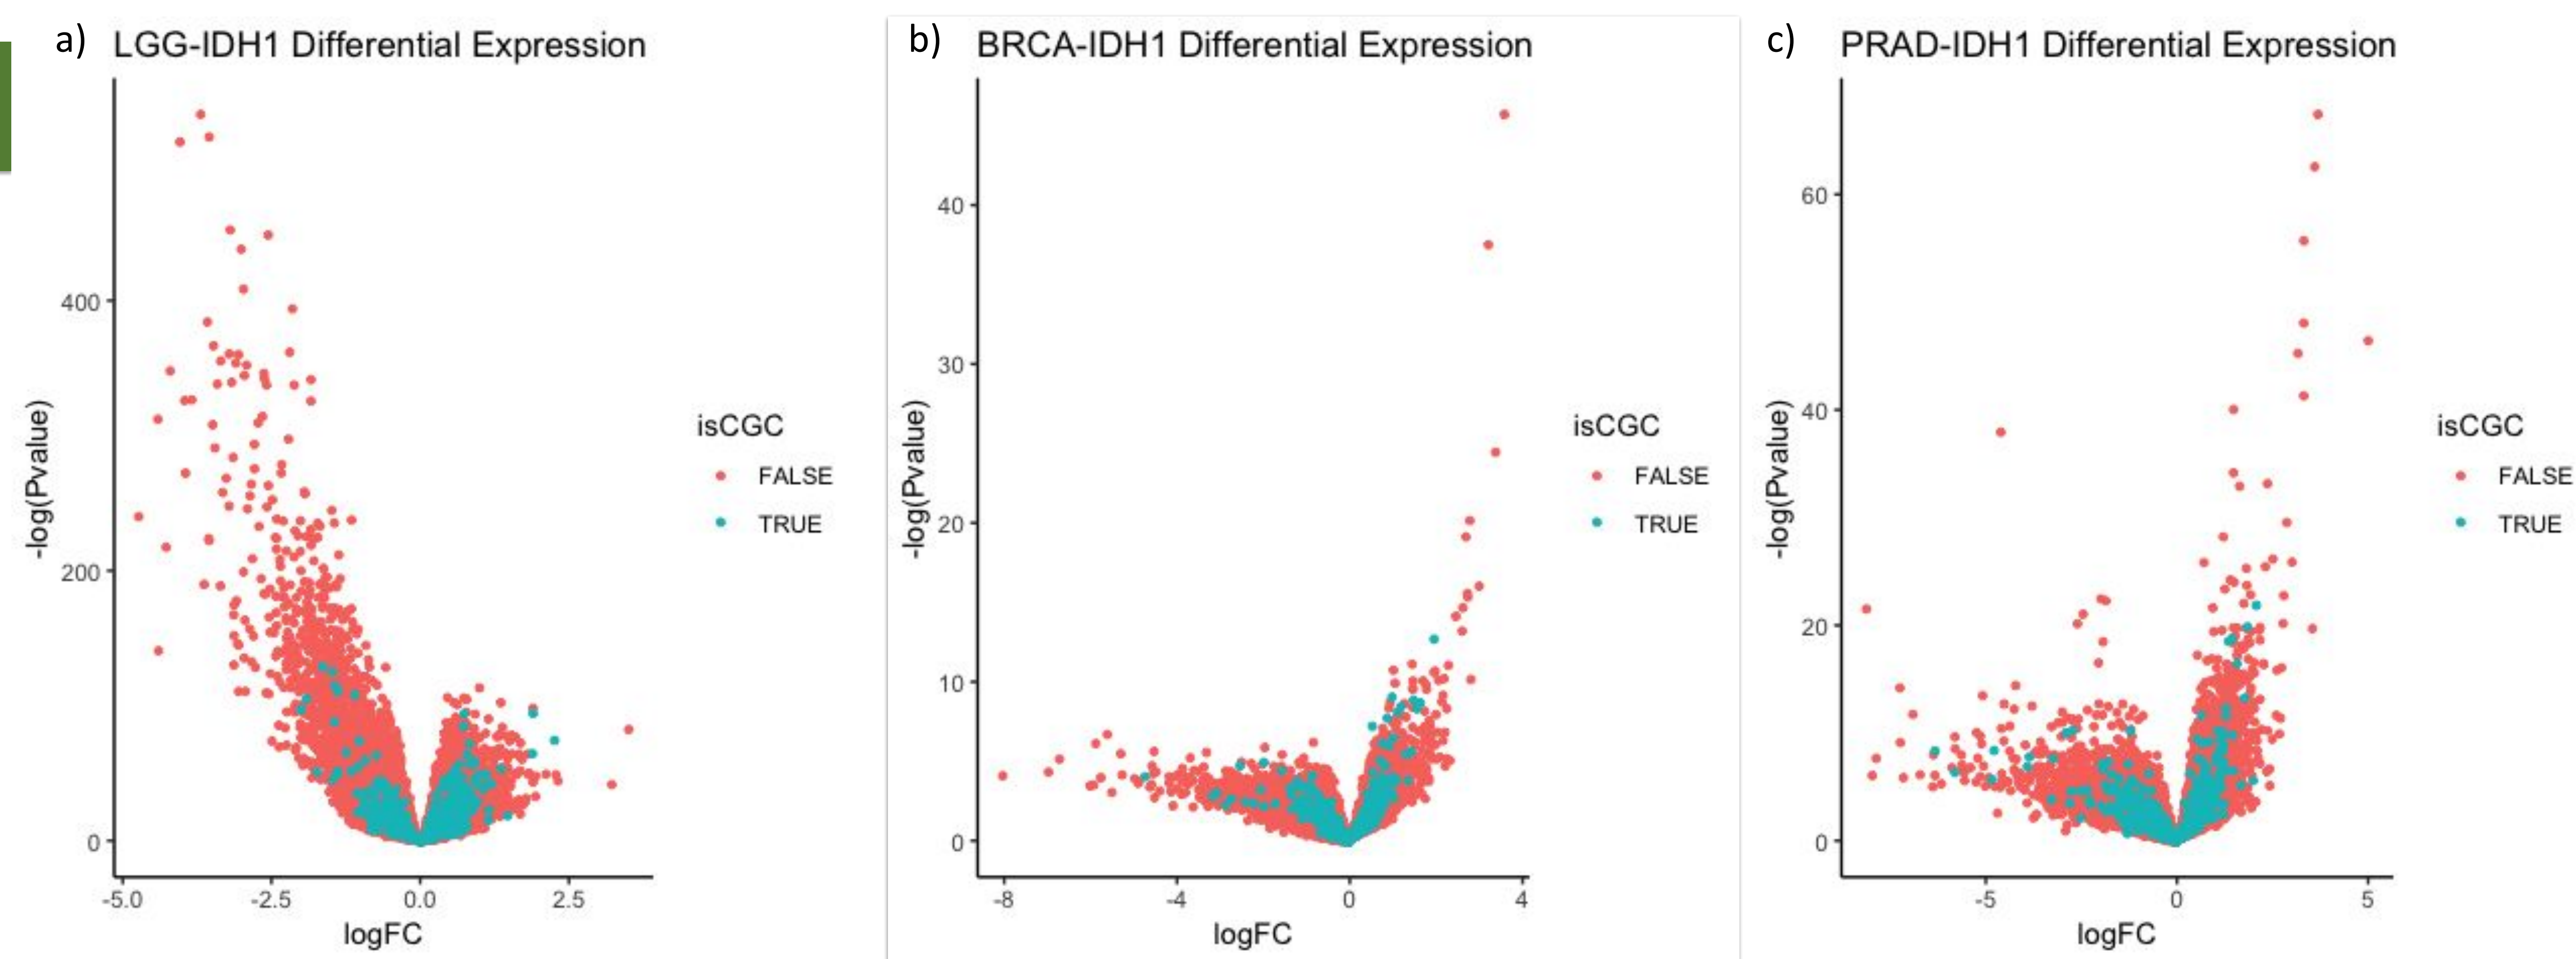 a) LGG-IDH1 Differential Expression
-log(Pvalue)
400
200
0
-5.0 -2.5 0.0 2.5
logFC
isCGC
FALSE
TRUE
b) BRCA-IDH1 Differential Expression
-log(Pvalue)
40
30
20
10
0
-8 -4 0 4
logFC
isCGC
FALSE
TRUE
c) PRAD-IDH1 Differential Expression
-log(Pvalue)
60
40
20
0
-5 0 5
logFC
isCGC
FALSE
TRUE